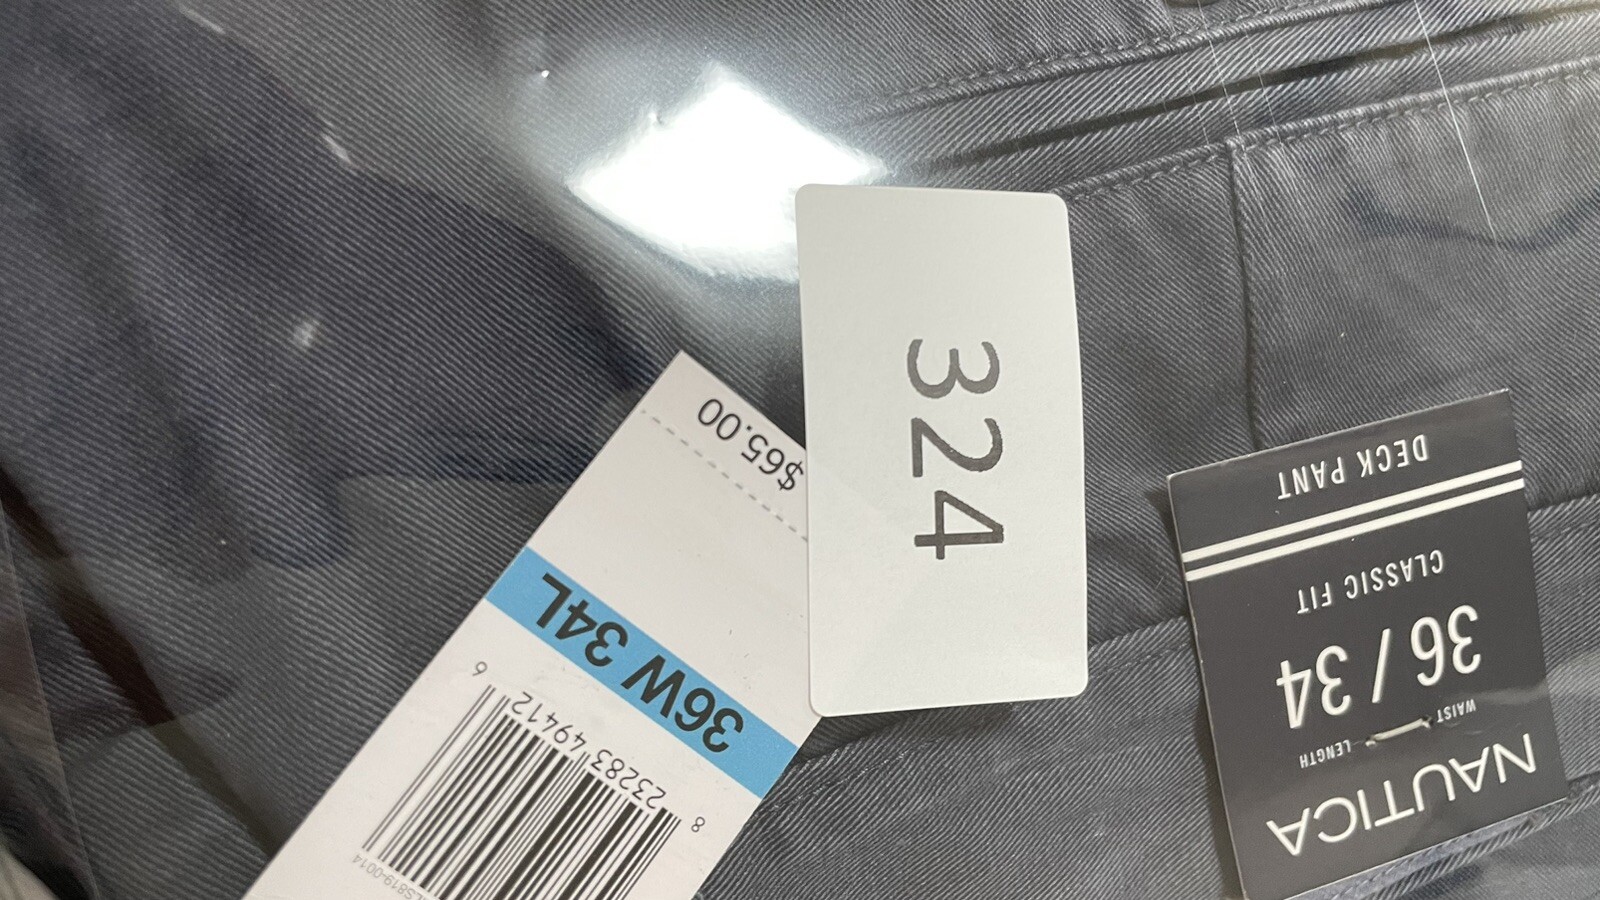 324
$65.00
36W 34L
8 23283 49412 6
NAUTICA
WAIST LENGTH
36 / 34
CLASSIC FIT
DECK PANT